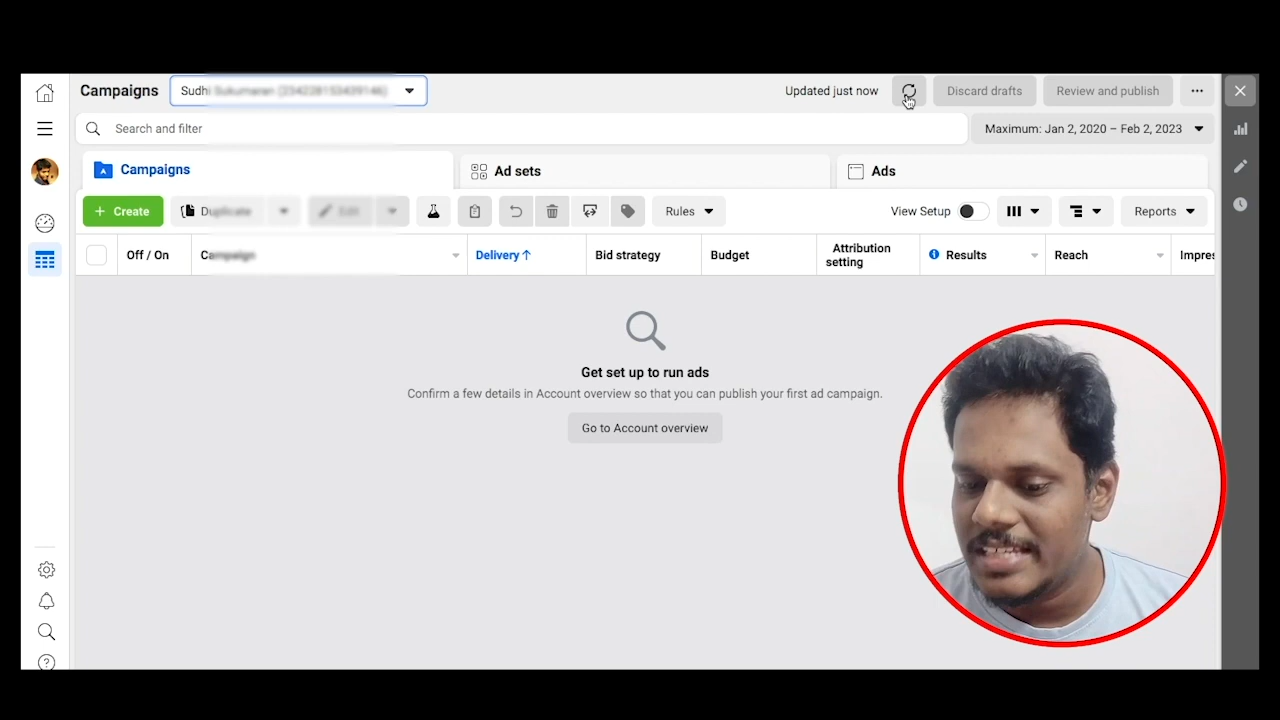 Campaigns
Sudhi
Updated just now
Discard drafts
Review and publish
Search and filter
Maximum: Jan 2, 2020 – Feb 2, 2023
Campaigns
Ad sets
Ads
+ Create
Duplicate
Rules
View Setup
Reports
Off / On
Campaign
Delivery↑
Bid strategy
Budget
Attribution
setting
Results
Reach
Impres
Get set up to run ads
Confirm a few details in Account overview so that you can publish your first ad campaign.
Go to Account overview